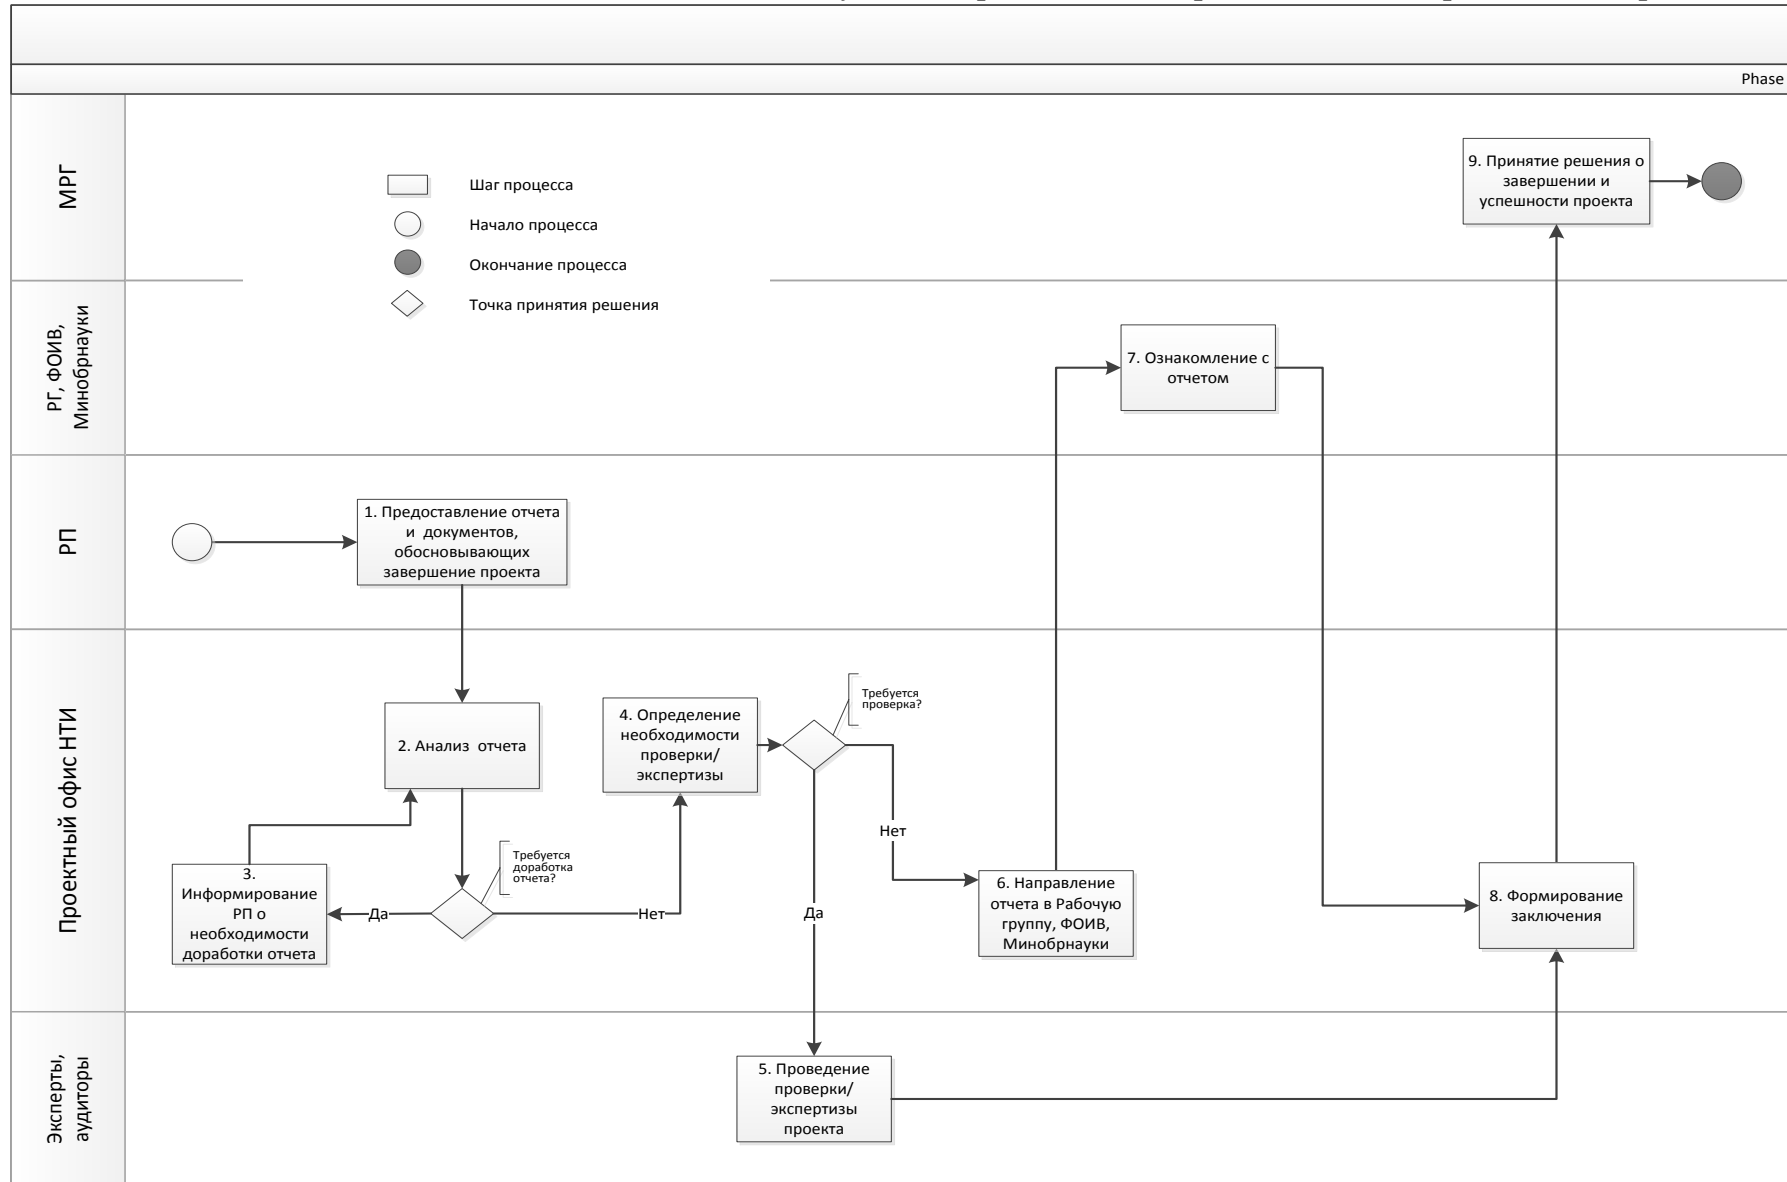 Phase
МРГ
Шаг процесса
Начало процесса
Окончание процесса
Точка принятия решения
9. Принятие решения о
завершении и
успешности проекта
РГ, ФОИВ,
Минобрнауки
7. Ознакомление с
отчетом
РП
1. Предоставление отчета
и документов,
обосновывающих
завершение проекта
Проектный офис НТИ
2. Анализ отчета
Требуется
доработка
отчета?
3.
Информирование
РП о
необходимости
доработки отчета
Да
Нет
4. Определение
необходимости
проверки/
экспертизы
Требуется
проверка?
Нет
Да
6. Направление
отчета в Рабочую
группу, ФОИВ,
Минобрнауки
8. Формирование
заключения
Эксперты,
аудиторы
5. Проведение
проверки/
экспертизы
проекта